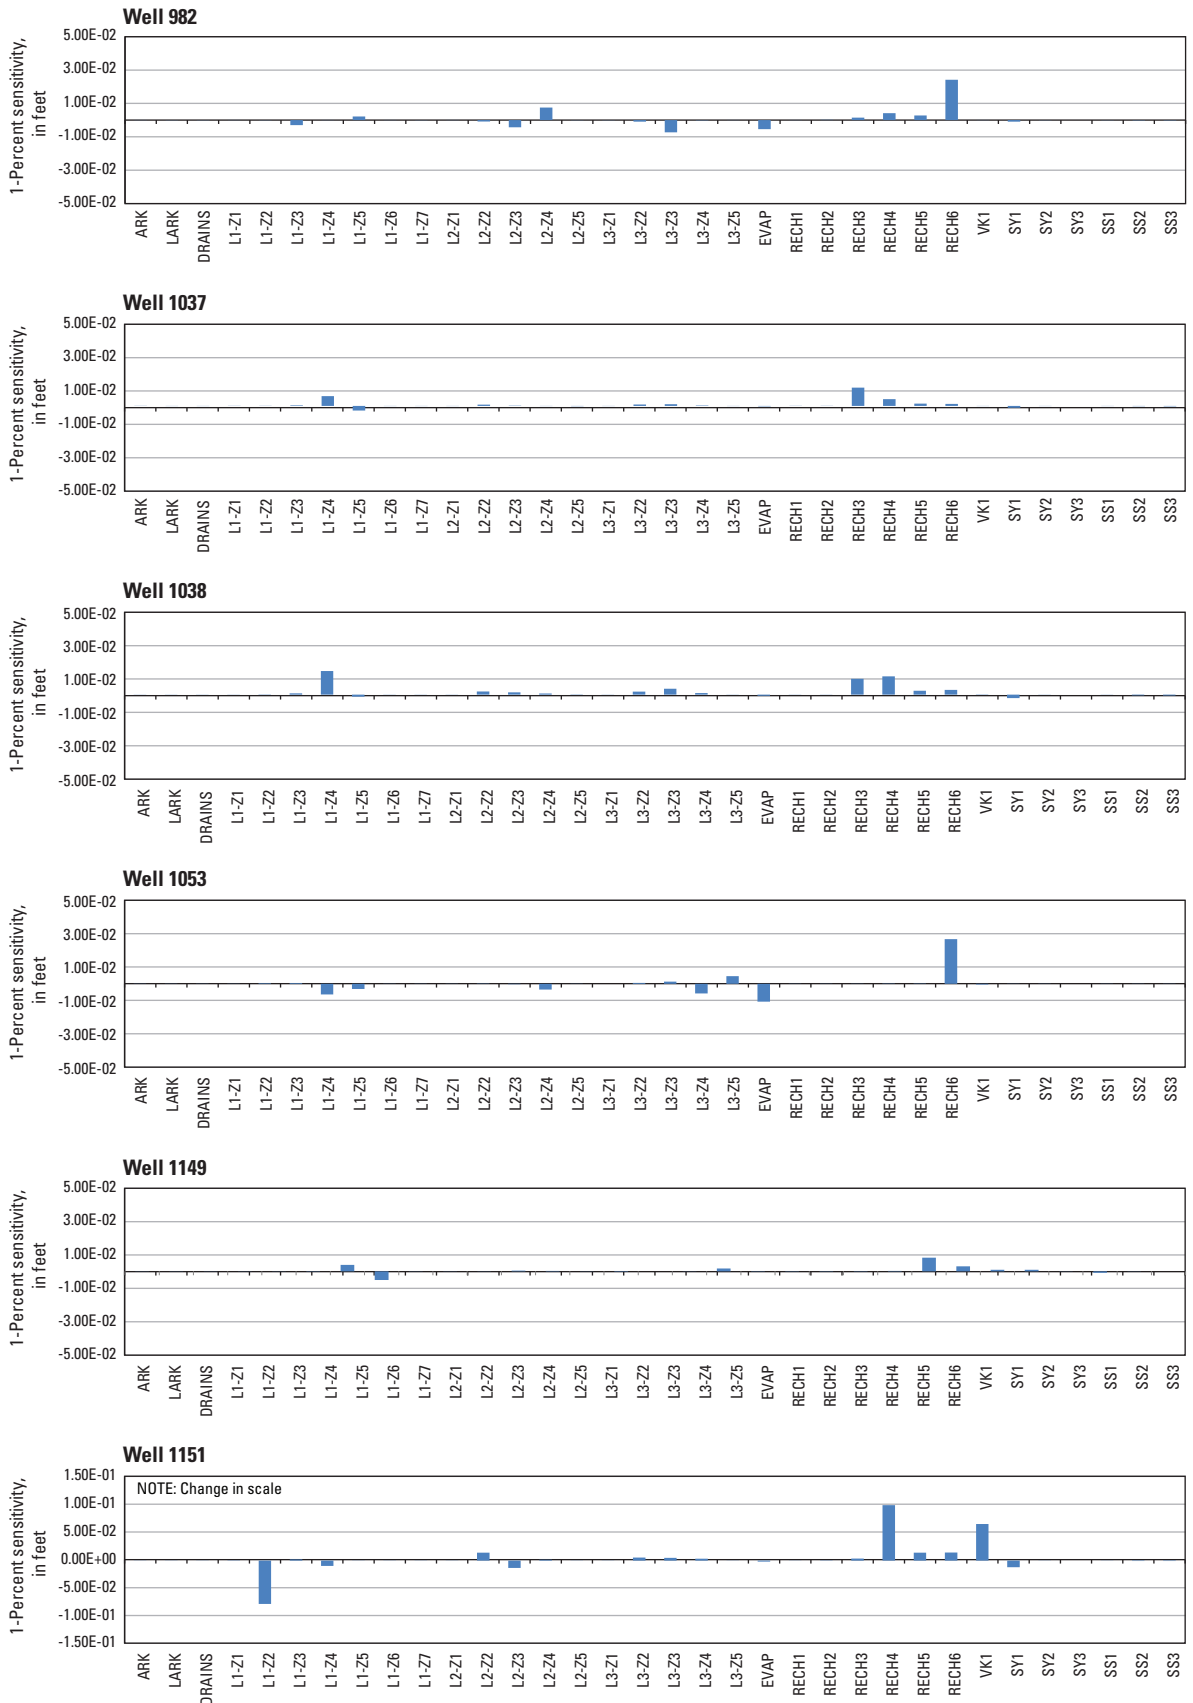 Well 982
1-Percent sensitivity,
in feet
5.00E-02
3.00E-02
1.00E-02
-1.00E-02
-3.00E-02
-5.00E-02
ARK LARK DRAINS L1-Z1 L1-Z2 L1-Z3 L1-Z4 L1-Z5 L1-Z6 L1-Z7 L2-Z1 L2-Z2 L2-Z3 L2-Z4 L2-Z5 L3-Z1 L3-Z2 L3-Z3 L3-Z4 L3-Z5 EVAP RECH1 RECH2 RECH3 RECH4 RECH5 RECH6 VK1 SY1 SY2 SY3 SS1 SS2 SS3
Well 1037
1-Percent sensitivity,
in feet
5.00E-02
3.00E-02
1.00E-02
-1.00E-02
-3.00E-02
-5.00E-02
ARK LARK DRAINS L1-Z1 L1-Z2 L1-Z3 L1-Z4 L1-Z5 L1-Z6 L1-Z7 L2-Z1 L2-Z2 L2-Z3 L2-Z4 L2-Z5 L3-Z1 L3-Z2 L3-Z3 L3-Z4 L3-Z5 EVAP RECH1 RECH2 RECH3 RECH4 RECH5 RECH6 VK1 SY1 SY2 SY3 SS1 SS2 SS3
Well 1038
1-Percent sensitivity,
in feet
5.00E-02
3.00E-02
1.00E-02
-1.00E-02
-3.00E-02
-5.00E-02
ARK LARK DRAINS L1-Z1 L1-Z2 L1-Z3 L1-Z4 L1-Z5 L1-Z6 L1-Z7 L2-Z1 L2-Z2 L2-Z3 L2-Z4 L2-Z5 L3-Z1 L3-Z2 L3-Z3 L3-Z4 L3-Z5 EVAP RECH1 RECH2 RECH3 RECH4 RECH5 RECH6 VK1 SY1 SY2 SY3 SS1 SS2 SS3
Well 1053
1-Percent sensitivity,
in feet
5.00E-02
3.00E-02
1.00E-02
-1.00E-02
-3.00E-02
-5.00E-02
ARK LARK DRAINS L1-Z1 L1-Z2 L1-Z3 L1-Z4 L1-Z5 L1-Z6 L1-Z7 L2-Z1 L2-Z2 L2-Z3 L2-Z4 L2-Z5 L3-Z1 L3-Z2 L3-Z3 L3-Z4 L3-Z5 EVAP RECH1 RECH2 RECH3 RECH4 RECH5 RECH6 VK1 SY1 SY2 SY3 SS1 SS2 SS3
Well 1149
1-Percent sensitivity,
in feet
5.00E-02
3.00E-02
1.00E-02
-1.00E-02
-3.00E-02
-5.00E-02
ARK LARK DRAINS L1-Z1 L1-Z2 L1-Z3 L1-Z4 L1-Z5 L1-Z6 L1-Z7 L2-Z1 L2-Z2 L2-Z3 L2-Z4 L2-Z5 L3-Z1 L3-Z2 L3-Z3 L3-Z4 L3-Z5 EVAP RECH1 RECH2 RECH3 RECH4 RECH5 RECH6 VK1 SY1 SY2 SY3 SS1 SS2 SS3
Well 1151
1-Percent sensitivity,
in feet
1.50E-01
1.00E-01
5.00E-02
0.00E+00
-5.00E-02
-1.00E-01
-1.50E-01
NOTE: Change in scale
ARK LARK DRAINS L1-Z1 L1-Z2 L1-Z3 L1-Z4 L1-Z5 L1-Z6 L1-Z7 L2-Z1 L2-Z2 L2-Z3 L2-Z4 L2-Z5 L3-Z1 L3-Z2 L3-Z3 L3-Z4 L3-Z5 EVAP RECH1 RECH2 RECH3 RECH4 RECH5 RECH6 VK1 SY1 SY2 SY3 SS1 SS2 SS3